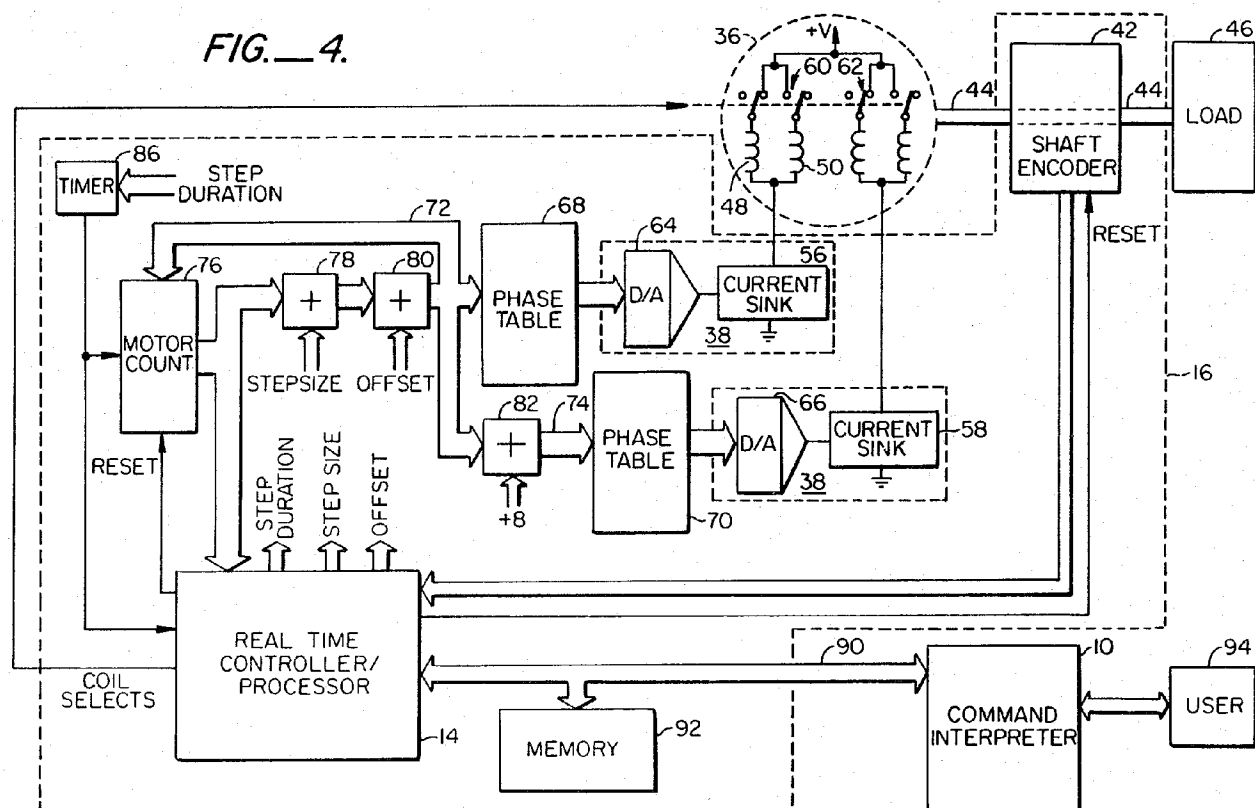 FIG._4.
36
+V
60
62
48
50
44
42
SHAFT
ENCODER
44
46
LOAD
RESET
86
TIMER
STEP
DURATION
72
76
MOTOR
COUNT
78
+
80
+
STEPSIZE
OFFSET
68
PHASE
TABLE
64
D/A
56
CURRENT
SINK
38
16
82
+
+8
74
PHASE
TABLE
70
66
D/A
CURRENT
SINK
58
38
RESET
STEP
DURATION
STEP SIZE
OFFSET
REAL TIME
CONTROLLER/
PROCESSOR
14
COIL
SELECTS
90
MEMORY
92
10
COMMAND
INTERPRETER
94
USER